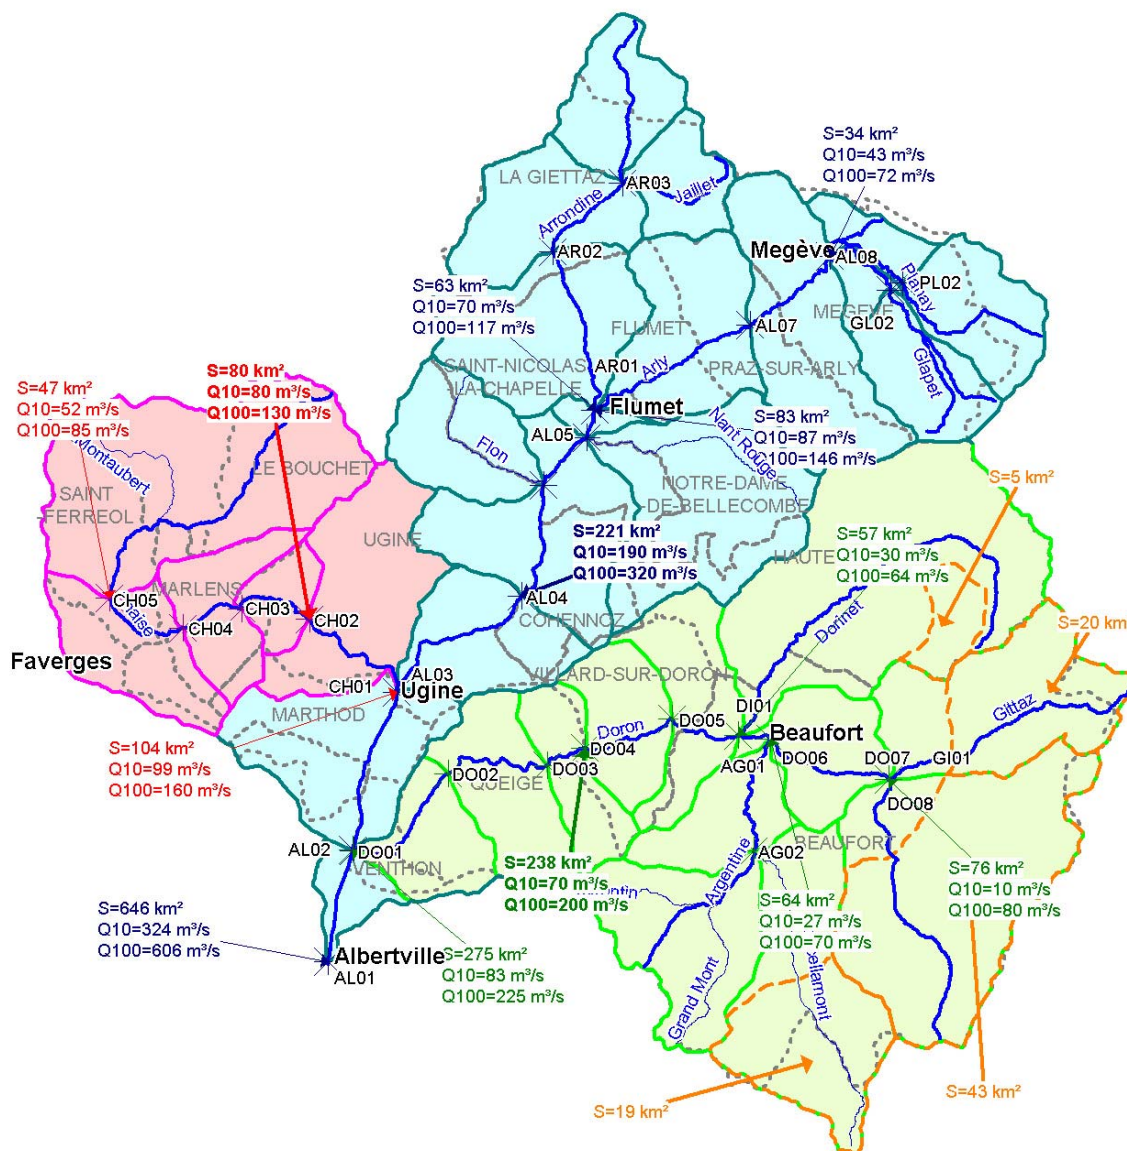 S=34 km²
Q10=43 m³/s
Q100=72 m³/s
LA GIETTAZ
AR03
Jaillet
Arrondine
AR02
Megève
AL08
Planay
PL02
MEGEVE
GL02
Glapet
S=63 km²
Q10=70 m³/s
Q100=117 m³/s
FLUMET
AL07
SAINT-NICOLAS
-LA-CHAPELLE
AR01
Arly
PRAZ-SUR-ARLY
Flumet
S=80 km²
Q10=80 m³/s
Q100=130 m³/s
S=47 km²
Q10=52 m³/s
Q100=85 m³/s
Montaubert
LE BOUCHET
SAINT
-FERREOL
AL05
Flon
Nant Rouge
S=83 km²
Q10=87 m³/s
Q100=146 m³/s
NOTRE-DAME
-DE-BELLECOMBE
S=5 km²
UGINE
S=221 km²
Q10=190 m³/s
Q100=320 m³/s
S=57 km²
Q10=30 m³/s
Q100=64 m³/s
HAUTE
MARLENS
CH05
CH04
CH03
CH02
AL04
COHENNOZ
Dorinet
S=20 km
Faverges
CH01
AL03
Ugine
VILLARD-SUR-DORON
MARTHOD
Gittaz
S=104 km²
Q10=99 m³/s
Q100=160 m³/s
Doron
DO05
DI01
Beaufort
DO04
DO03
DO02
QUEIGE
AG01
DO06
DO07
GI01
DO08
AL02
DO01
VENTHON
AG02
BEAUFORT
Argentine
S=238 km²
Q10=70 m³/s
Q100=200 m³/s
S=76 km²
Q10=10 m³/s
Q100=80 m³/s
S=64 km²
Q10=27 m³/s
Q100=70 m³/s
S=646 km²
Q10=324 m³/s
Q100=606 m³/s
Albertville
AL01
S=275 km²
Q10=83 m³/s
Q100=225 m³/s
Grand Mont
S=19 km²
S=43 km²